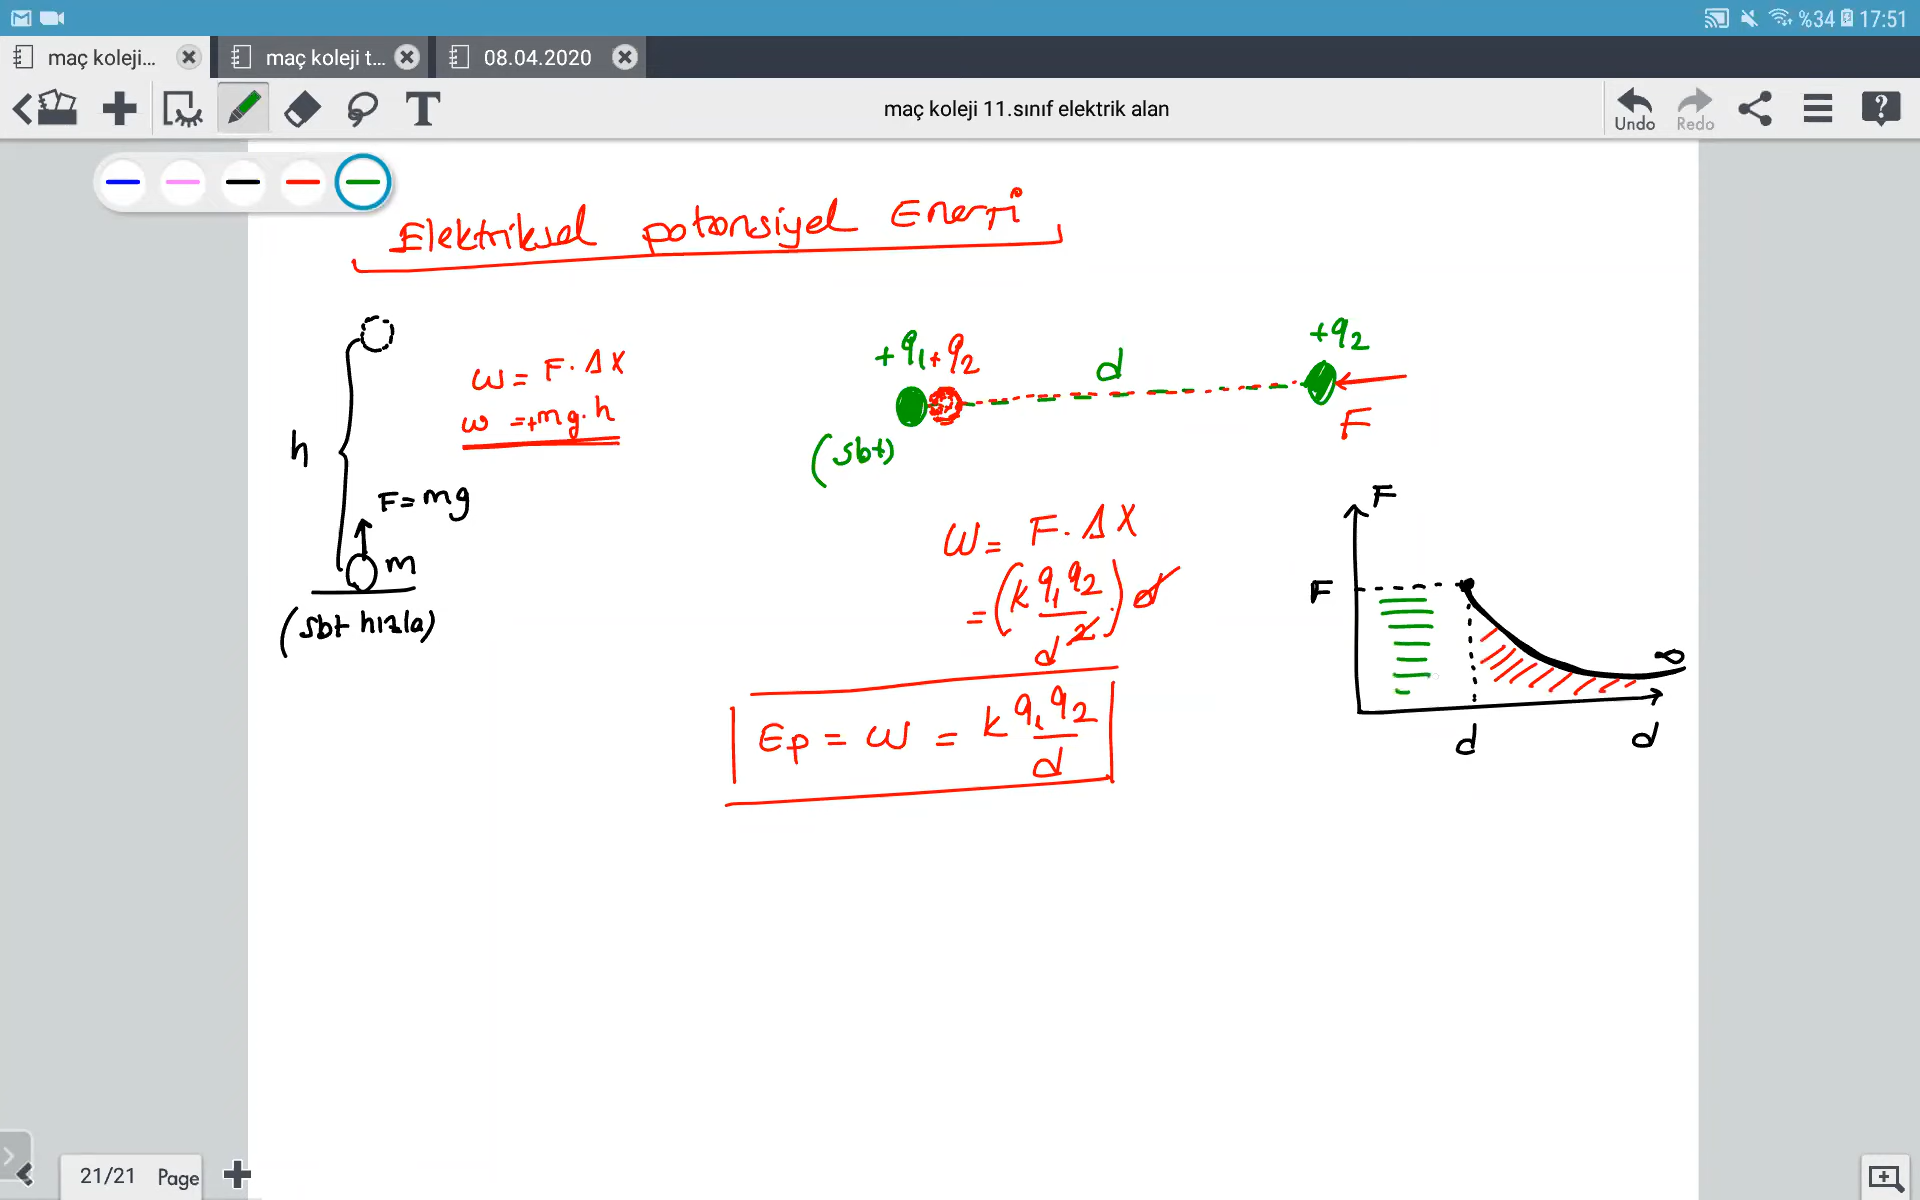 %34 17:51
maç koleji...
maç koleji t...
08.04.2020
T
maç koleji 11.sınıf elektrik alan
Undo
Redo
Elektriksel potansiyel Enerji
h
F=mg
m
(sbt hızla)
W = F.ΔX
W = +mg.h
+q1 +q2
d
+q2
(sbt)
F
W = F.ΔX
= (k q1q2 / d2).d
Ep = W = k q1q2 / d
F
F
∞
d
d
21/21 Page